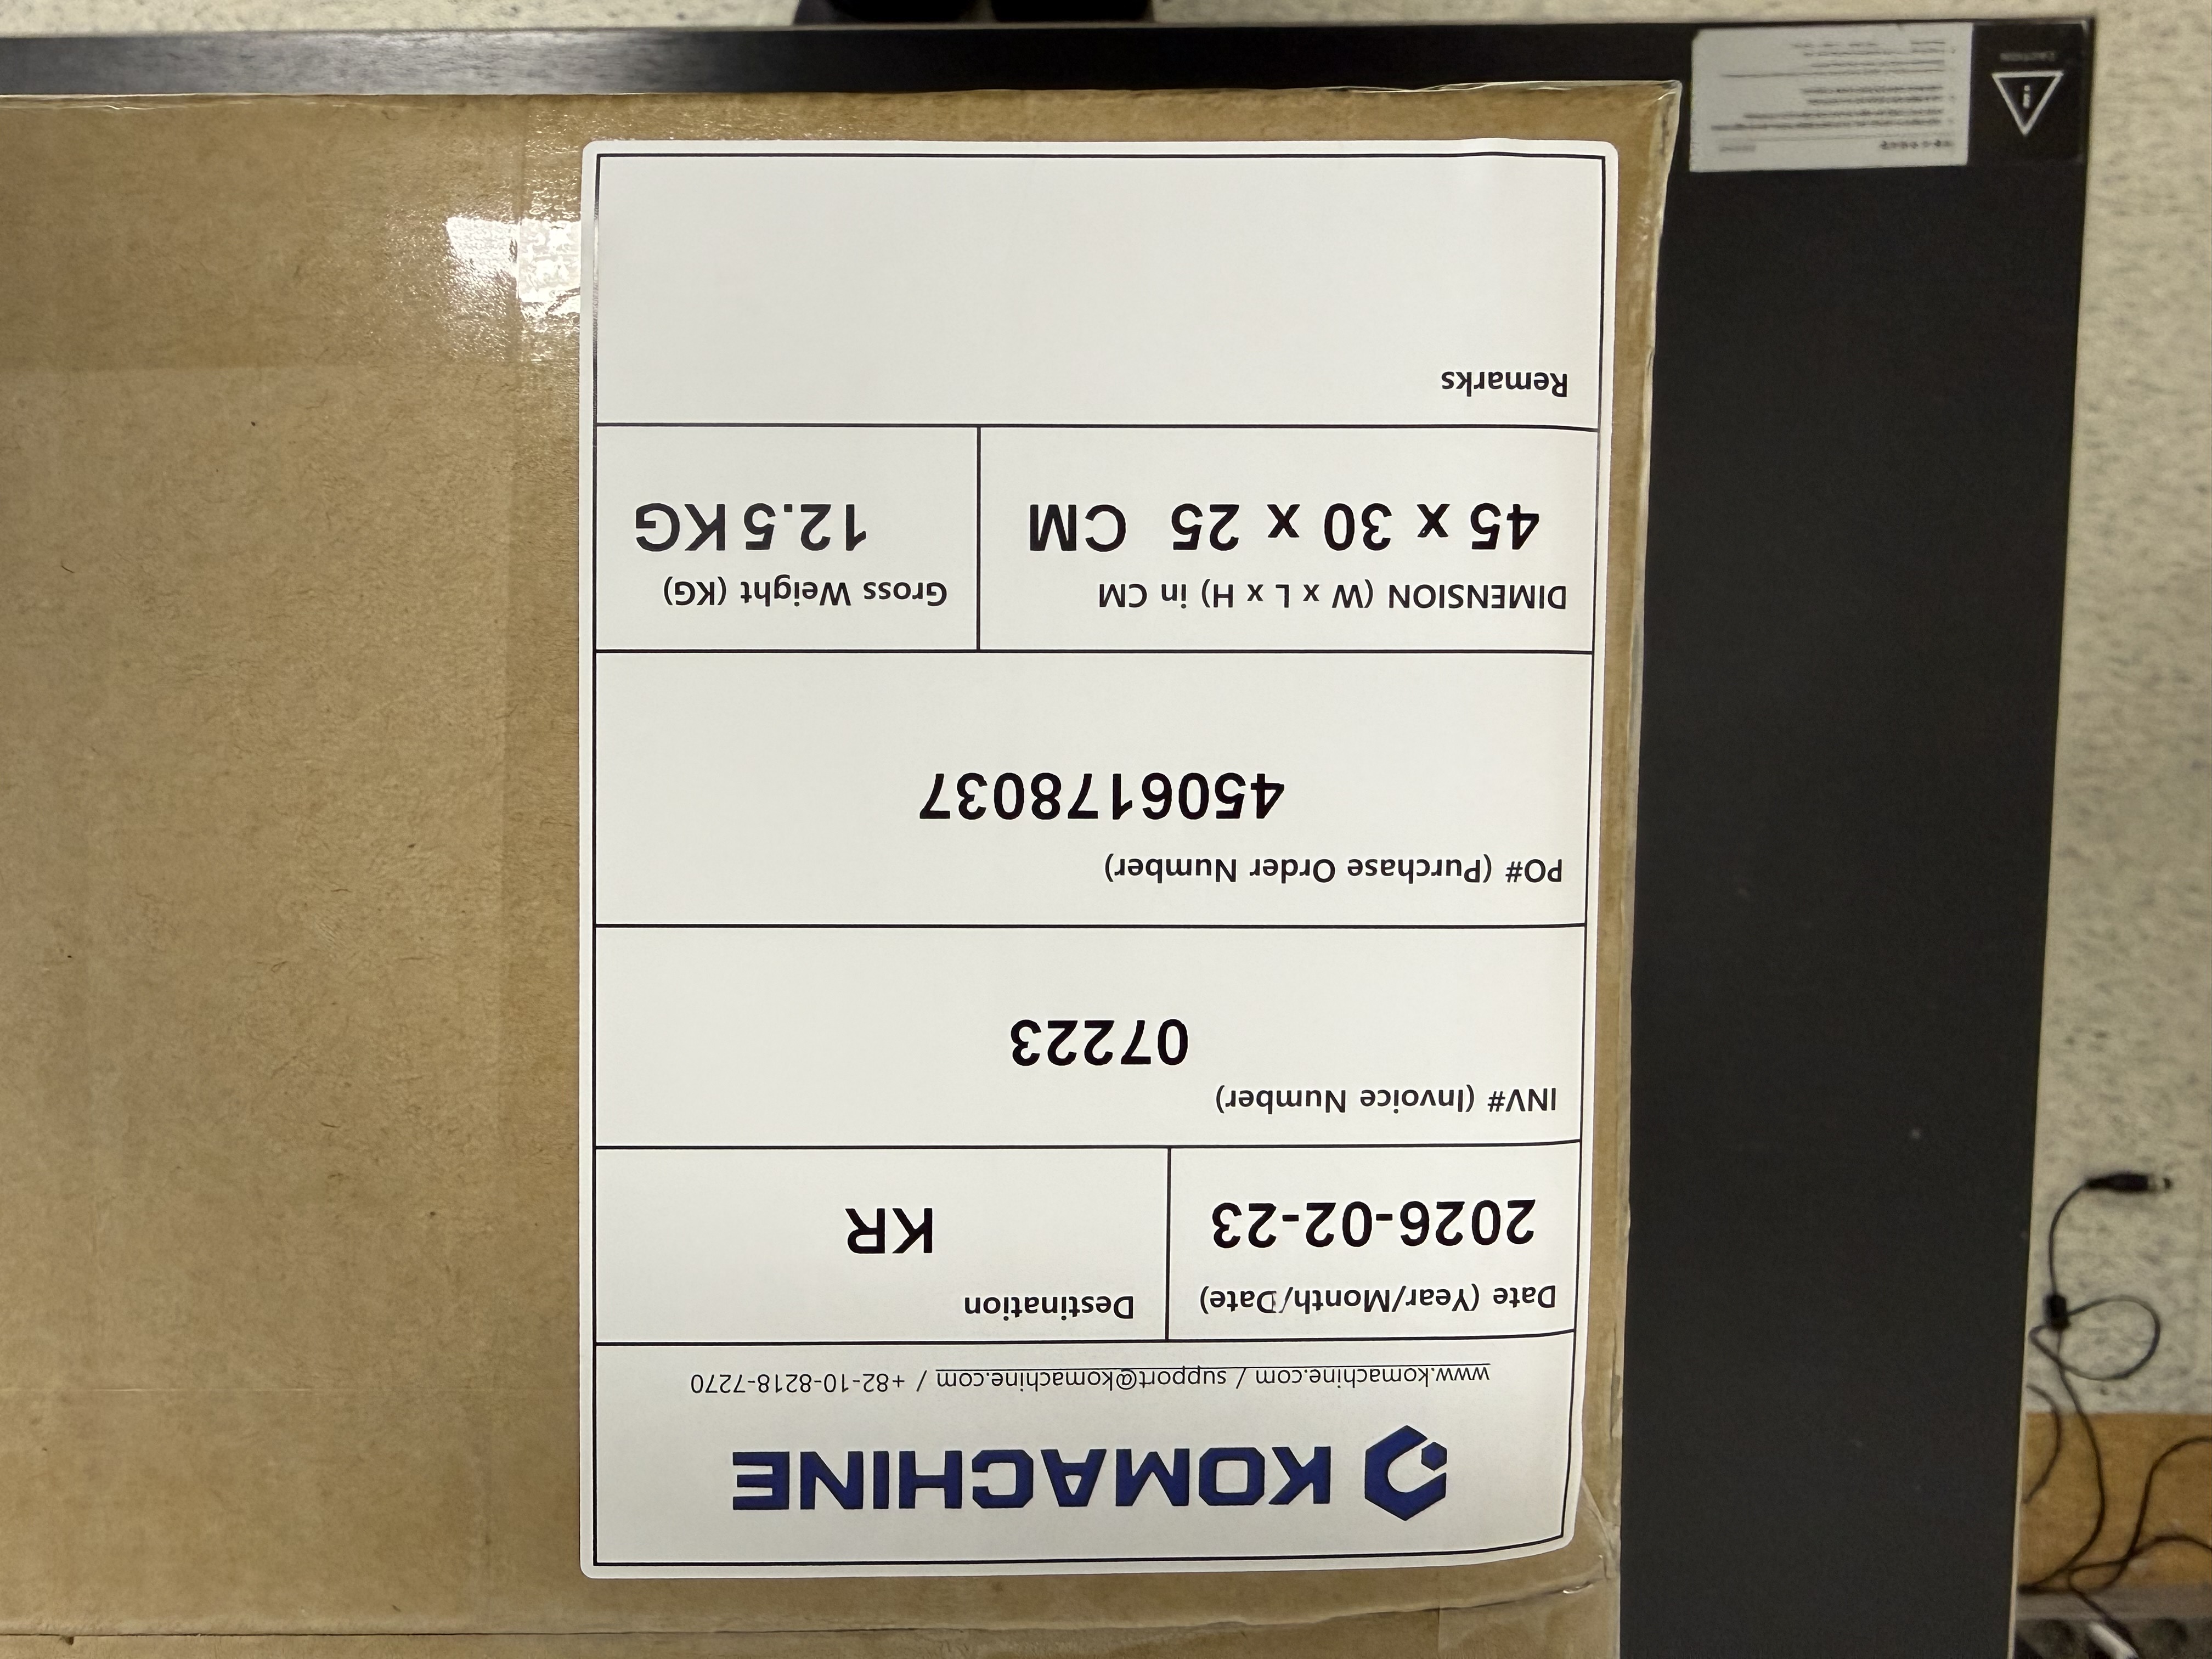 KOMACHINE
www.komachine.com / support@komachine.com / +82-10-8218-7270
Date (Year/Month/Date)
2026-02-23
Destination
KR
INV# (Invoice Number)
07223
PO# (Purchase Order Number)
4506178037
DIMENSION (W x L x H) in CM
45 x 30 x 25 CM
Gross Weight (KG)
12.5 KG
Remarks